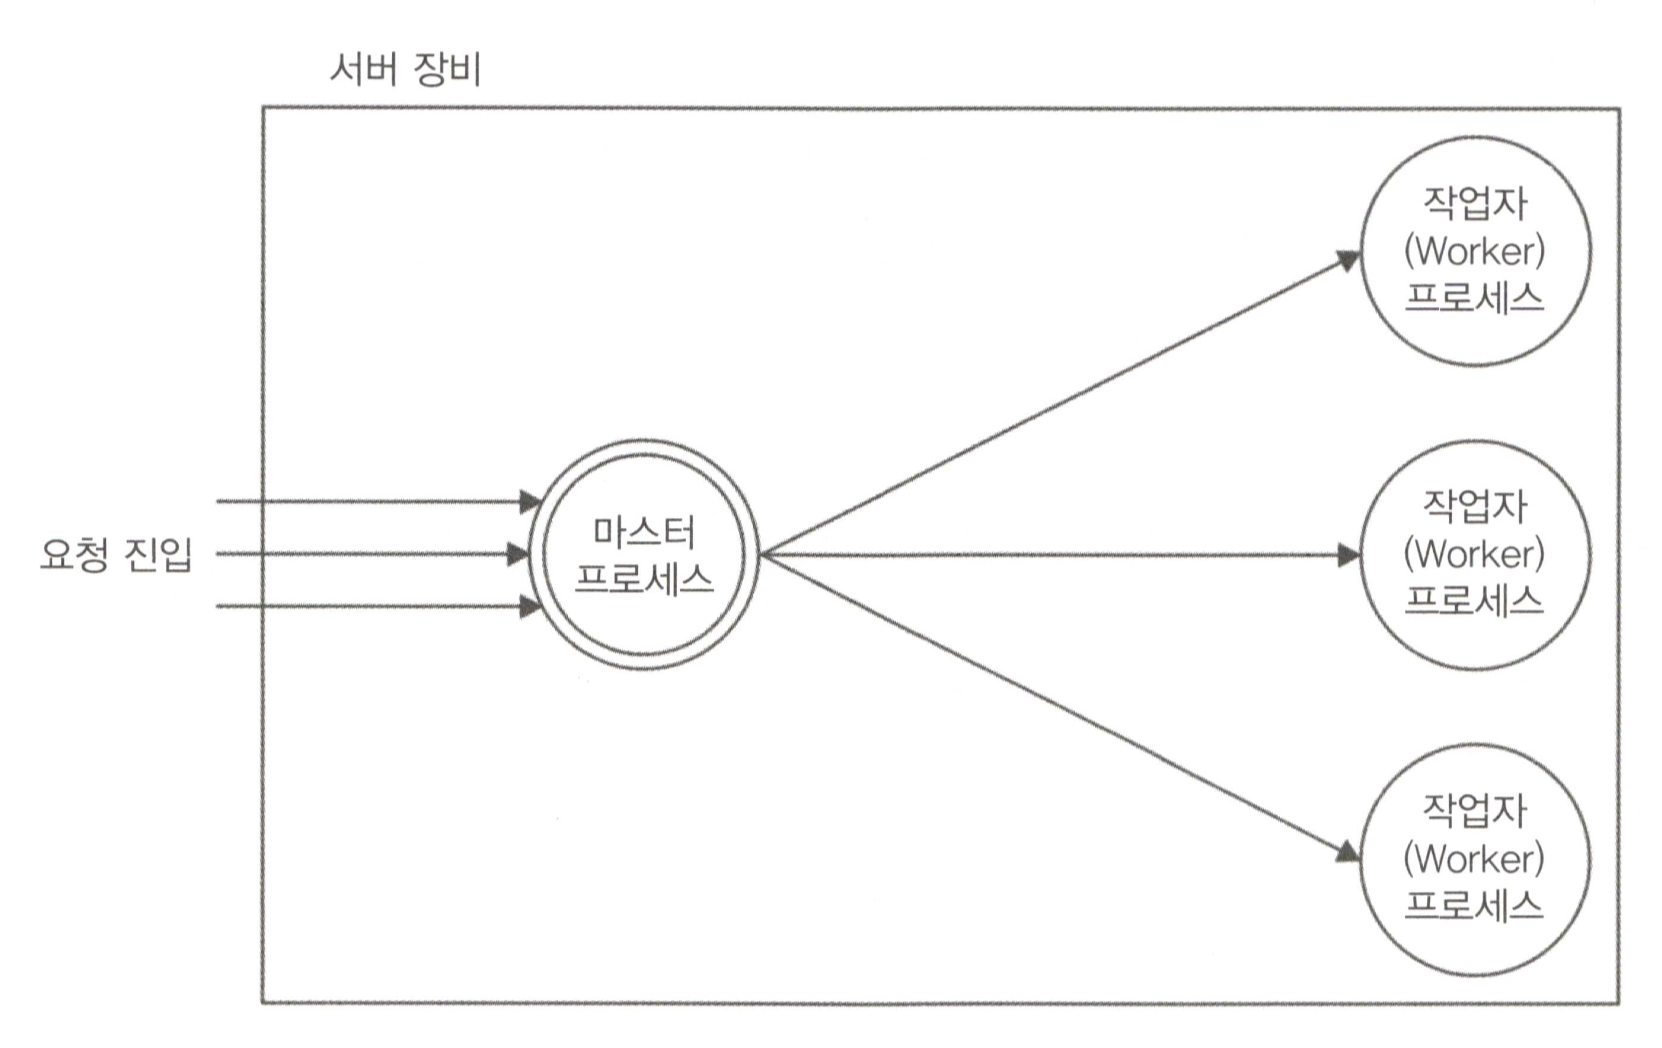 서버 장비
작업자
(Worker)
프로세스
요청 진입
마스터
프로세스
작업자
(Worker)
프로세스
작업자
(Worker)
프로세스